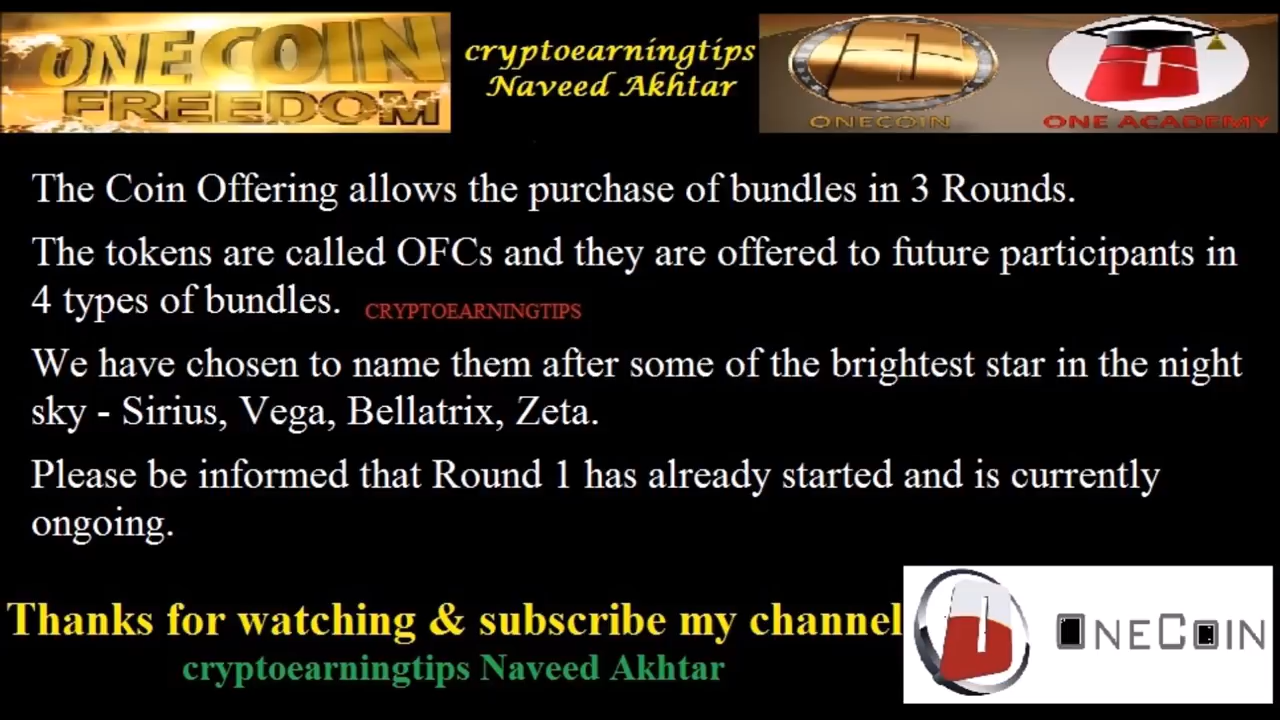 ONECOIN
FREEDOM
cryptoearningtips
Naveed Akhtar
ONECOIN
ONE ACADEMY
The Coin Offering allows the purchase of bundles in 3 Rounds.
The tokens are called OFCs and they are offered to future participants in
4 types of bundles.
CRYPTOEARNINGTIPS
We have chosen to name them after some of the brightest star in the night
sky - Sirius, Vega, Bellatrix, Zeta.
Please be informed that Round 1 has already started and is currently
ongoing.
Thanks for watching & subscribe my channel
cryptoearningtips Naveed Akhtar
ONECOIN